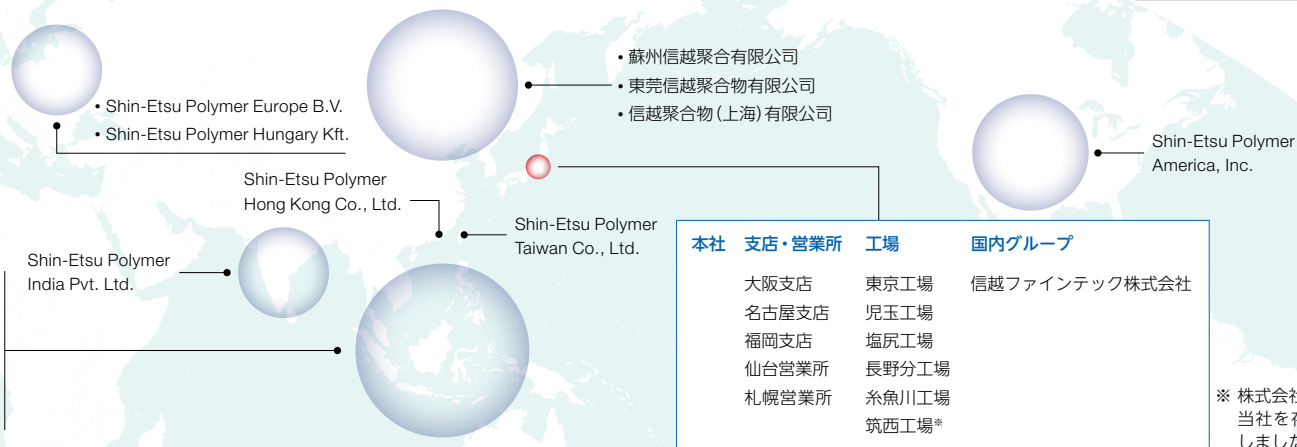 • Shin-Etsu Polymer Europe B.V.
• Shin-Etsu Polymer Hungary Kft.
• 蘇州信越聚合有限公司
• 東莞信越聚合物有限公司
• 信越聚合物(上海)有限公司
Shin-Etsu Polymer
America, Inc.
Shin-Etsu Polymer
Hong Kong Co., Ltd.
Shin-Etsu Polymer
Taiwan Co., Ltd.
Shin-Etsu Polymer
India Pvt. Ltd.
本社 支店・営業所 工場 国内グループ
大阪支店 東京工場 信越ファインテック株式会社
名古屋支店 児玉工場
福岡支店 塩尻工場
仙台営業所 長野分工場
札幌営業所 糸魚川工場
筑西工場※
※ 株式会社
当社を存
しました